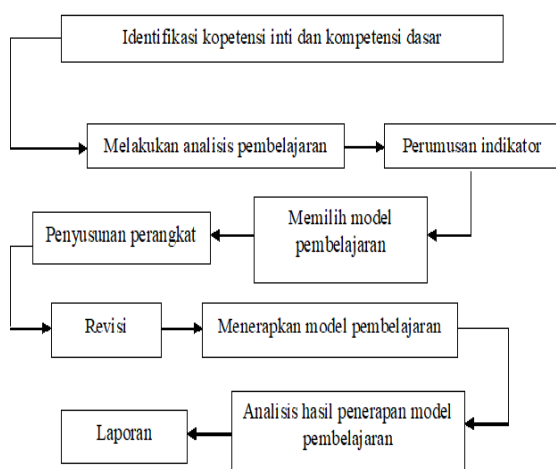 Identifikasi kopetensi inti dan kompetensi dasar
Melakukan analisis pembelajaran
Perumusan indikator
Memilih model
pembelajaran
Penyusunan perangkat
Revisi
Menerapkan model pembelajaran
Analisis hasil penerapan model
pembelajaran
Laporan